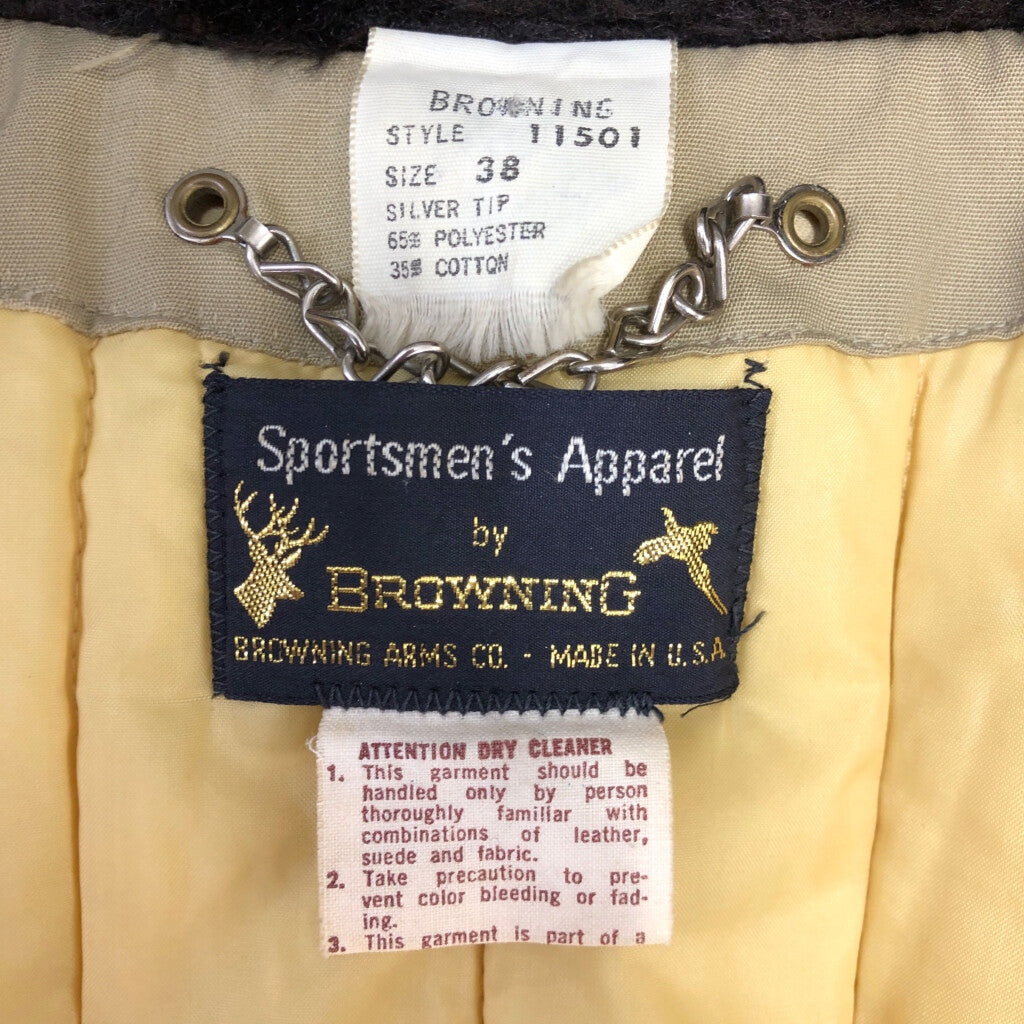 BROWNING
STYLE 11501
SIZE 38
SILVER TIP
65% POLYESTER
35% COTTON
Sportsmen's Apparel
by
BROWNING
BROWNING ARMS CO. - MADE IN U.S.A.
ATTENTION DRY CLEANER
1. This garment should be
handled only by person
thoroughly familiar with
combinations of leather,
suede and fabric.
2. Take precaution to pre-
vent color bleeding or fad-
ing.
3. This garment is part of a